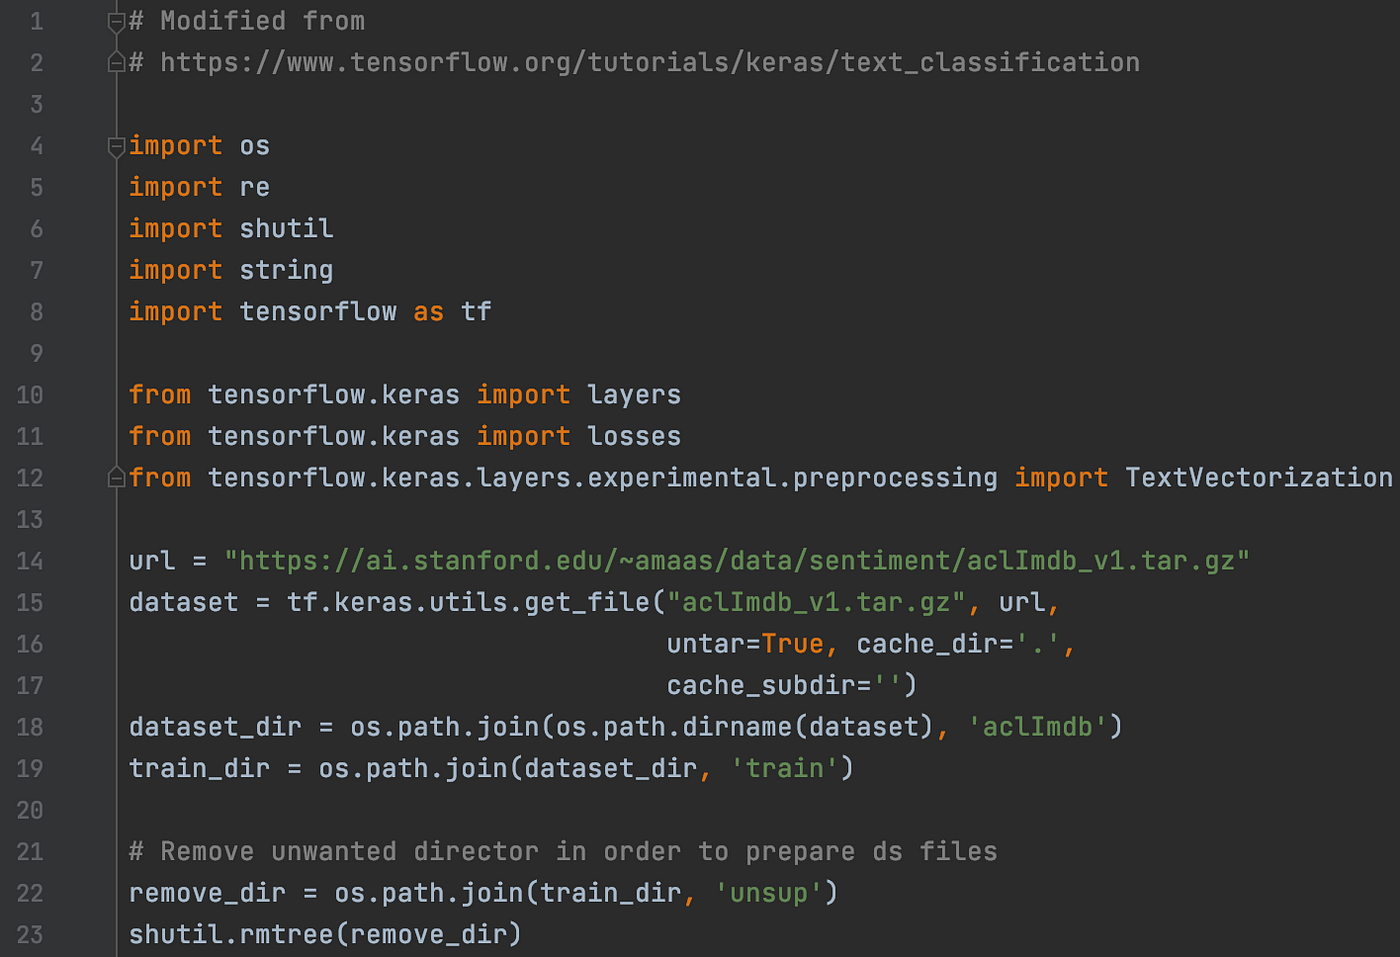 1 # Modified from
2 # https://www.tensorflow.org/tutorials/keras/text_classification
3
4 import os
5 import re
6 import shutil
7 import string
8 import tensorflow as tf
9
10 from tensorflow.keras import layers
11 from tensorflow.keras import losses
12 from tensorflow.keras.layers.experimental.preprocessing import TextVectorization
13
14 url = "https://ai.stanford.edu/~amaas/data/sentiment/aclImdb_v1.tar.gz"
15 dataset = tf.keras.utils.get_file("aclImdb_v1.tar.gz", url,
16                                   untar=True, cache_dir='.',
17                                   cache_subdir='')
18 dataset_dir = os.path.join(os.path.dirname(dataset), 'aclImdb')
19 train_dir = os.path.join(dataset_dir, 'train')
20
21 # Remove unwanted director in order to prepare ds files
22 remove_dir = os.path.join(train_dir, 'unsup')
23 shutil.rmtree(remove_dir)